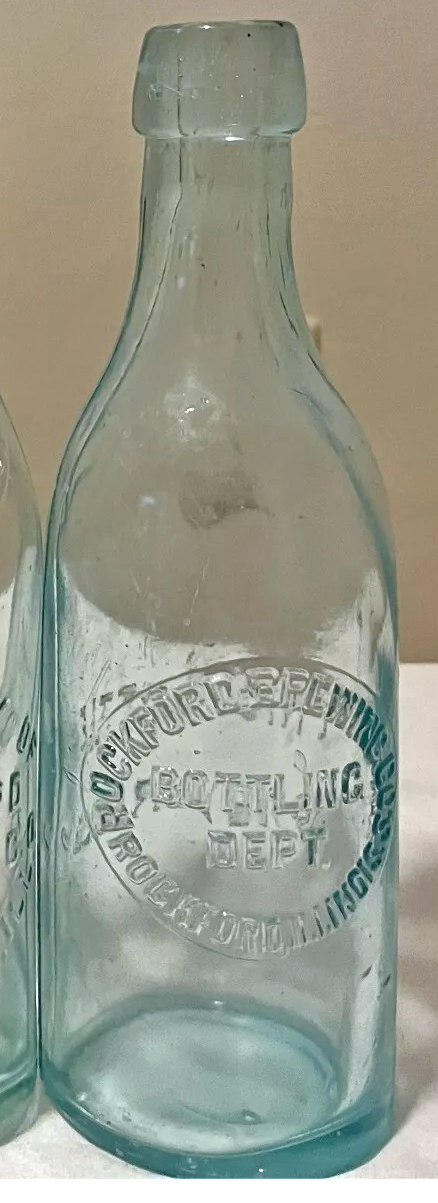 ROCKFORD BREWING CO'S
BOTTLING
DEPT.
ROCKFORD, ILLINOIS